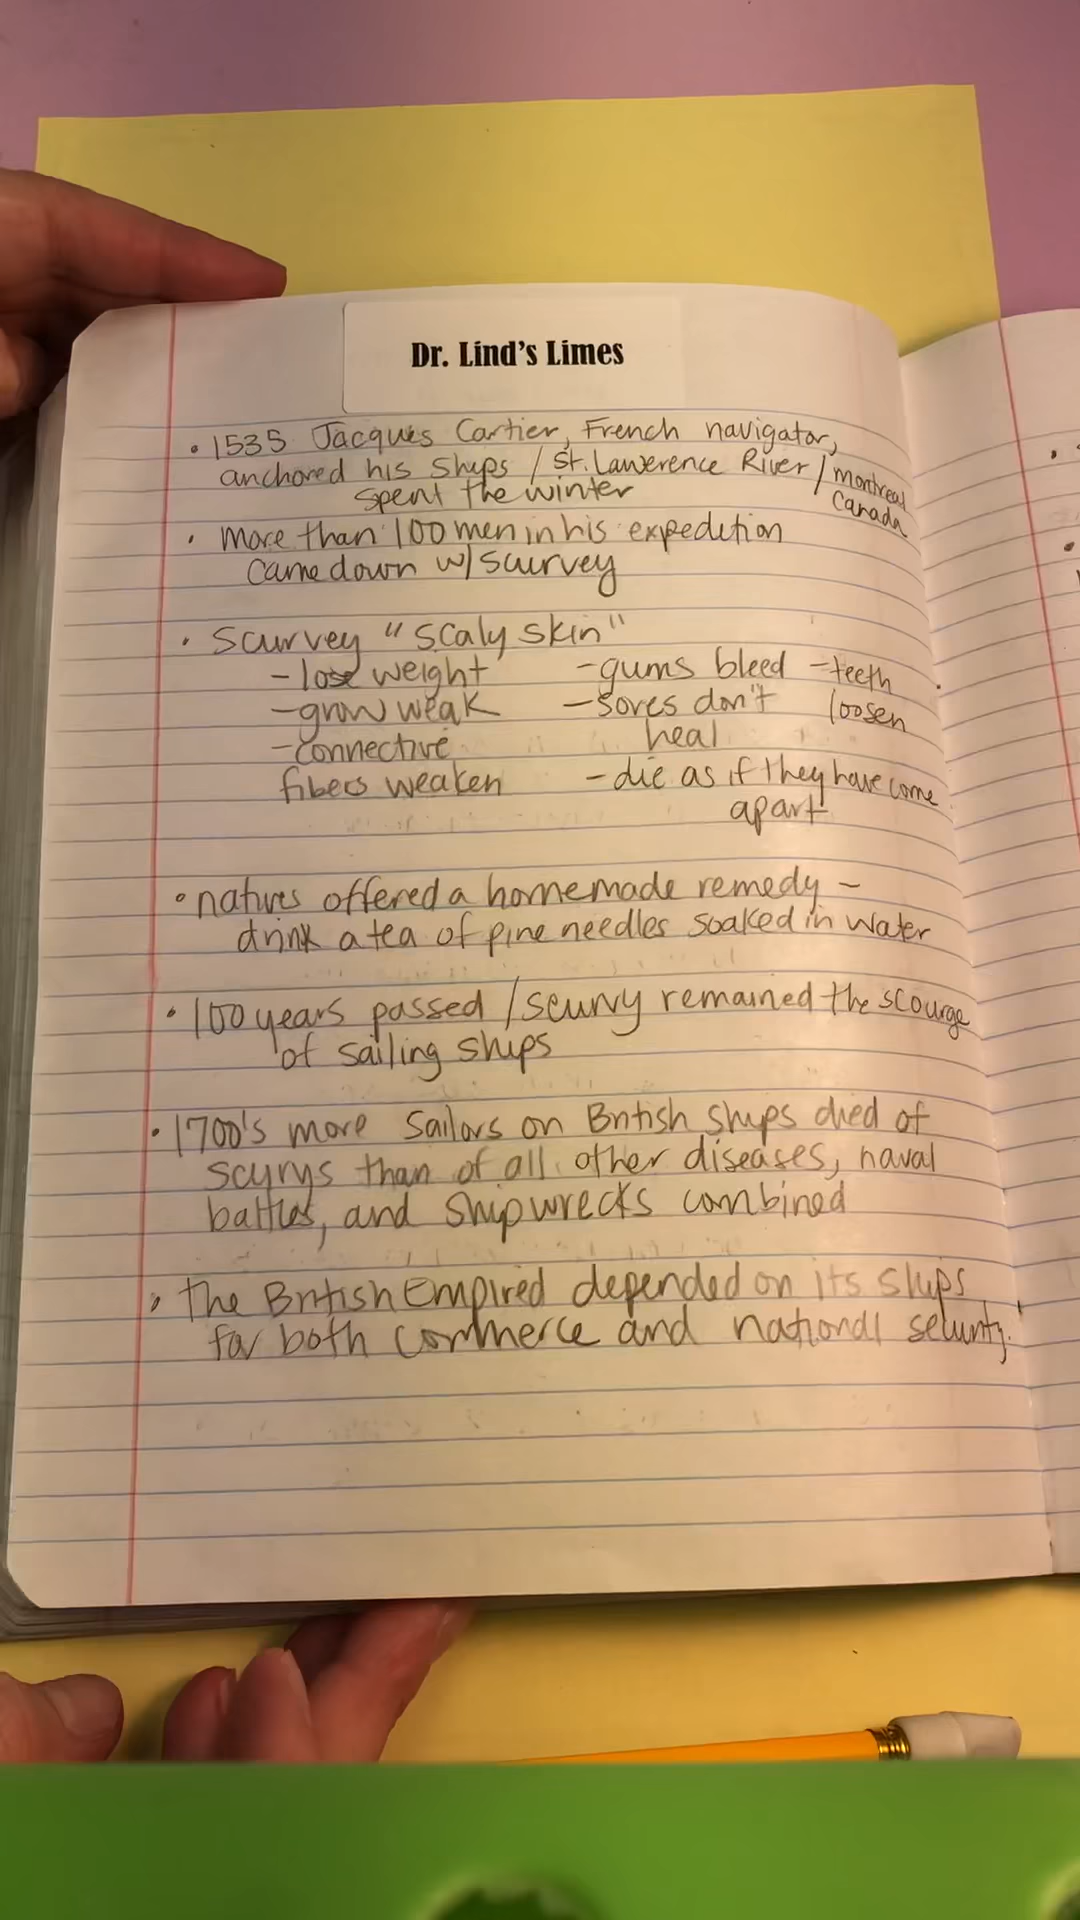 Dr. Lind's Limes
• 1535 Jacques Cartier, French navigator,
anchored his ships / St. Lawerence River / montreal
spent the winter Canada
• more than 100 men in his expedition
came down w/ scurvey
• Scurvey "scaly skin"
- lose weight - gums bleed - teeth
- grow weak - sores don't loosen
- connective heal
fibers weaken - die as if they have come
apart
• natives offered a homemade remedy -
drink a tea of pine needles soaked in water
• 100 years passed / scurvy remained the scourge
of sailing ships
• 1700's more sailors on British ships died of
scurvys than of all other diseases, naval
battles, and shipwrecks combined
• The British Empired depended on its ships
for both commerce and national security.